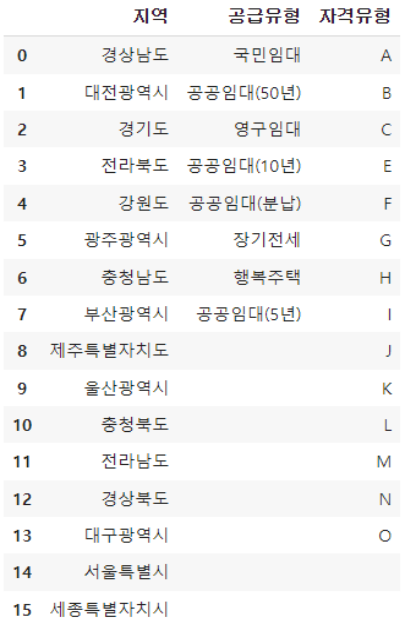 지역 공급유형 자격유형
0 경상남도 국민임대 A
1 대전광역시 공공임대(50년) B
2 경기도 영구임대 C
3 전라북도 공공임대(10년) E
4 강원도 공공임대(분납) F
5 광주광역시 장기전세 G
6 충청남도 행복주택 H
7 부산광역시 공공임대(5년) I
8 제주특별자치도 J
9 울산광역시 K
10 충청북도 L
11 전라남도 M
12 경상북도 N
13 대구광역시 O
14 서울특별시
15 세종특별자치시